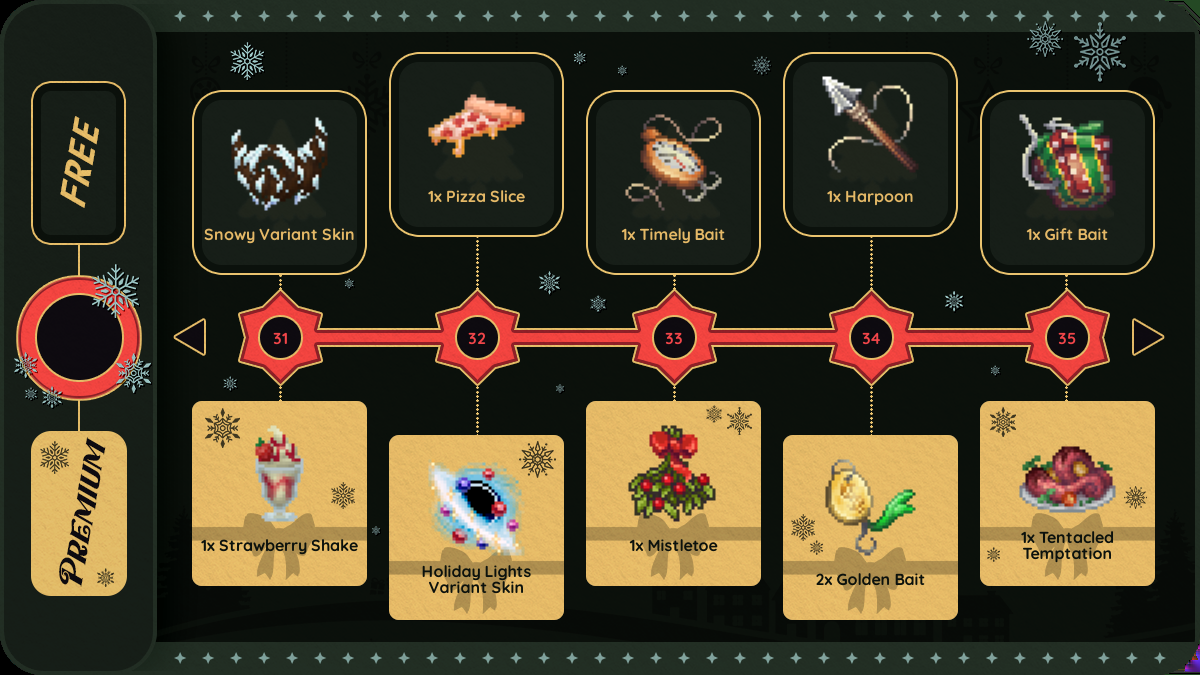 FREE
Snowy Variant Skin
1x Pizza Slice
1x Timely Bait
1x Harpoon
1x Gift Bait
31
32
33
34
35
PREMIUM
1x Strawberry Shake
Holiday Lights
Variant Skin
1x Mistletoe
2x Golden Bait
1x Tentacled
Temptation